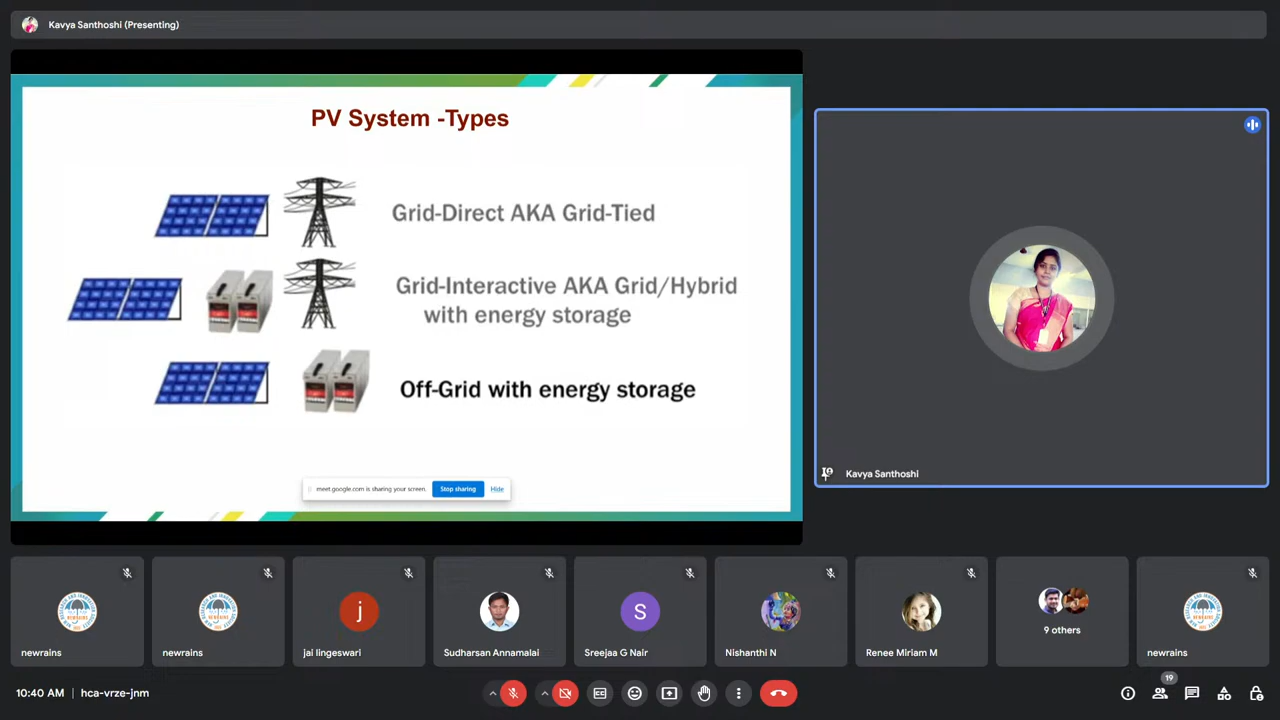 Kavya Santhoshi (Presenting)
PV System -Types
Grid-Direct AKA Grid-Tied
Grid-Interactive AKA Grid/Hybrid
with energy storage
Off-Grid with energy storage
meet.google.com is sharing your screen.
Stop sharing
Hide
Kavya Santhoshi
newrains
newrains
j
jai lingeswari
Sudharsan Annamalai
S
Sreejaa G Nair
Nishanthi N
Renee Miriam M
9 others
newrains
10:40 AM | hca-vrze-jnm
19